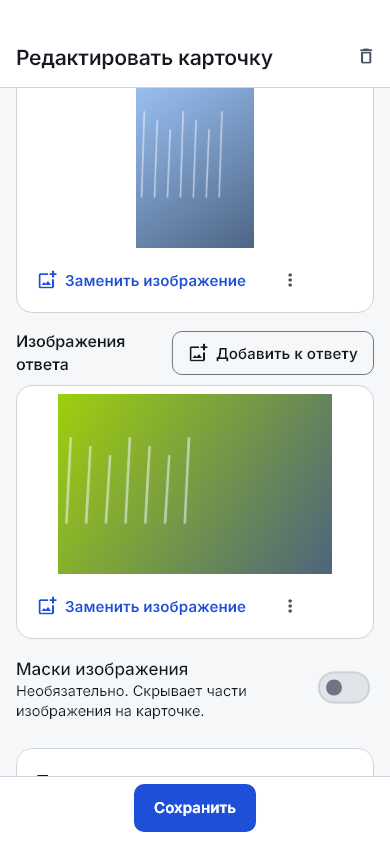 Редактировать карточку
Заменить изображение
Изображения
ответа
Добавить к ответу
Заменить изображение
Маски изображения
Необязательно. Скрывает части
изображения на карточке.
Сохранить